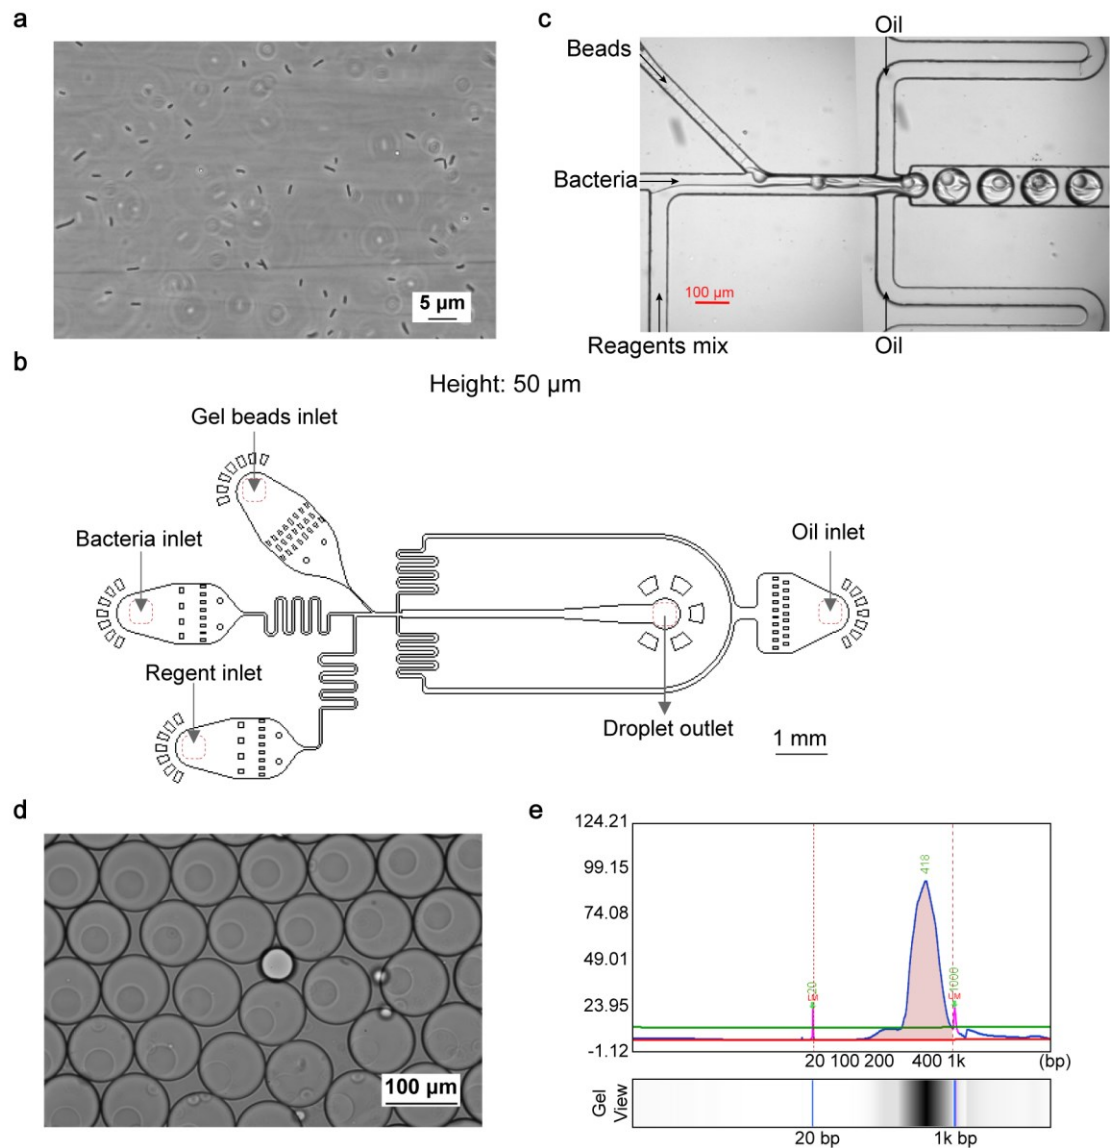 a
5 µm
c
Oil
Beads
Bacteria
100 µm
Reagents mix
Oil
b
Height: 50 µm
Gel beads inlet
Bacteria inlet
Oil inlet
Regent inlet
Droplet outlet
1 mm
d
100 µm
e
124.21
99.15
74.08
49.01
23.95
-1.12
418
20
LM
1000
20 100 200 400 1k (bp)
Gel
View
20 bp
1k bp